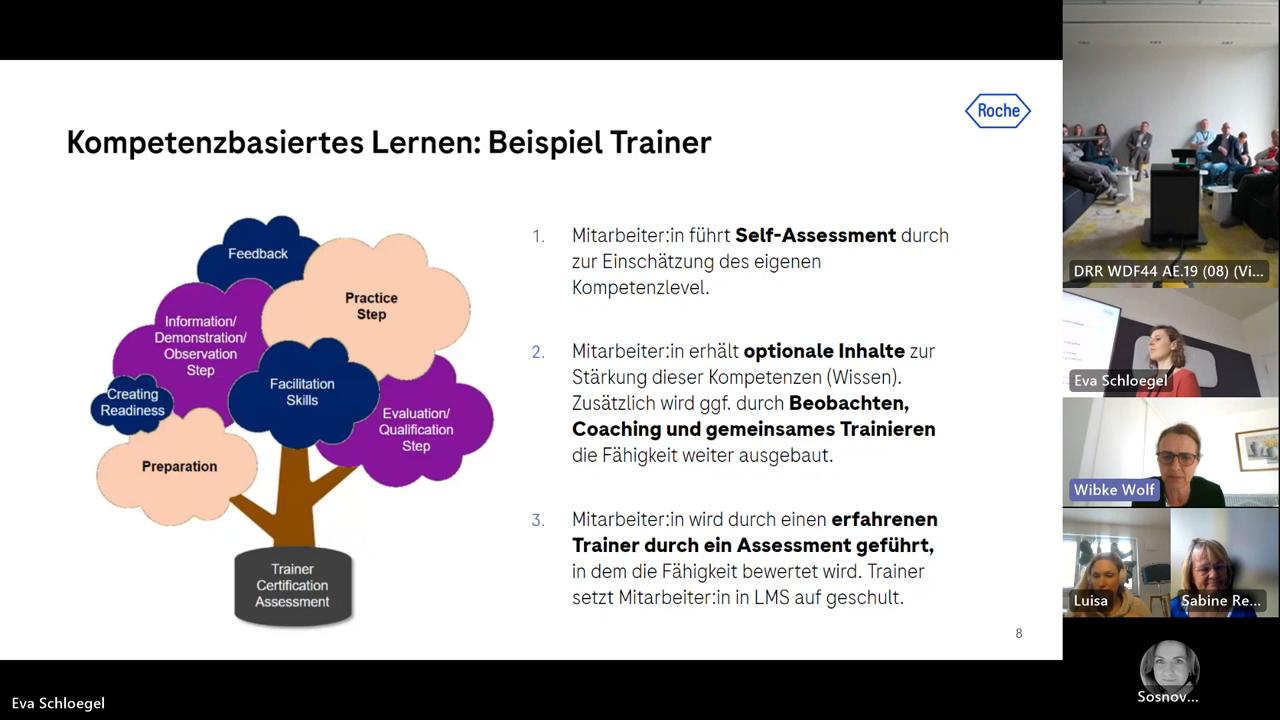 Roche
Kompetenzbasiertes Lernen: Beispiel Trainer
Feedback
Practice
Step
Information/
Demonstration/
Observation
Step
Creating
Readiness
Facilitation
Skills
Evaluation/
Qualification
Step
Preparation
Trainer
Certification
Assessment
1. Mitarbeiter:in führt Self-Assessment durch
zur Einschätzung des eigenen
Kompetenzlevel.
2. Mitarbeiter:in erhält optionale Inhalte zur
Stärkung dieser Kompetenzen (Wissen).
Zusätzlich wird ggf. durch Beobachten,
Coaching und gemeinsames Trainieren
die Fähigkeit weiter ausgebaut.
3. Mitarbeiter:in wird durch einen erfahrenen
Trainer durch ein Assessment geführt,
in dem die Fähigkeit bewertet wird. Trainer
setzt Mitarbeiter:in in LMS auf geschult.
8
DRR WDF44 AE.19 (08) (Vi...
Eva Schloegel
Wibke Wolf
Luisa
Sabine Re...
Sosnov...
Eva Schloegel